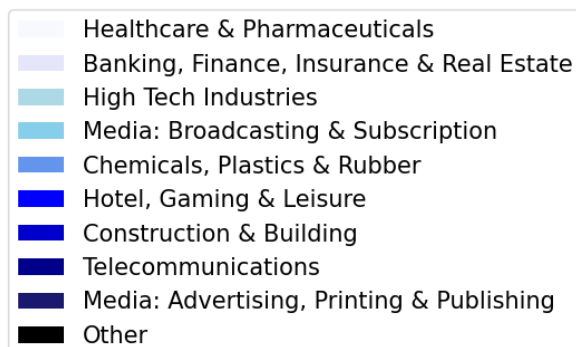 Healthcare & Pharmaceuticals
Banking, Finance, Insurance & Real Estate
High Tech Industries
Media: Broadcasting & Subscription
Chemicals, Plastics & Rubber
Hotel, Gaming & Leisure
Construction & Building
Telecommunications
Media: Advertising, Printing & Publishing
Other